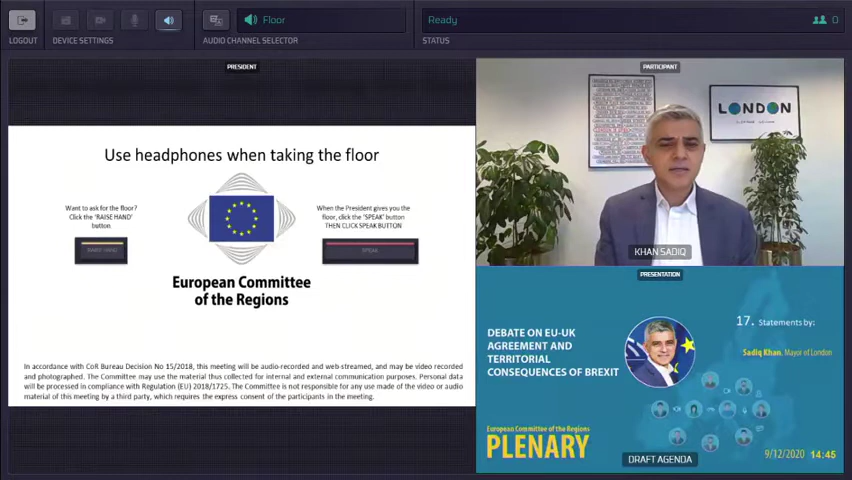 Floor
Ready
0
LOGOUT
DEVICE SETTINGS
AUDIO CHANNEL SELECTOR
STATUS
PRESIDENT
Use headphones when taking the floor
Want to ask for the floor?
Click the 'RAISE HAND'
button.
RAISE HAND
When the President gives you the
floor, click the 'SPEAK' button
THEN CLICK SPEAK BUTTON
SPEAK
European Committee
of the Regions
In accordance with CoR Bureau Decision No 15/2018, this meeting will be audio-recorded and web-streamed, and may be video recorded
and photographed. The Committee may use the material thus collected for internal and external communication purposes. Personal data
will be processed in compliance with Regulation (EU) 2018/1725. The Committee is not responsible for any use made of the video or audio
material of this meeting by a third party, which requires the express consent of the participants in the meeting.
PARTICIPANT
LONDON
KHAN SADIQ
PRESENTATION
DEBATE ON EU-UK
AGREEMENT AND
TERRITORIAL
CONSEQUENCES OF BREXIT
17. Statements by:
Sadiq Khan, Mayor of London
European Committee of the Regions
PLENARY
DRAFT AGENDA
9/12/2020 14:45